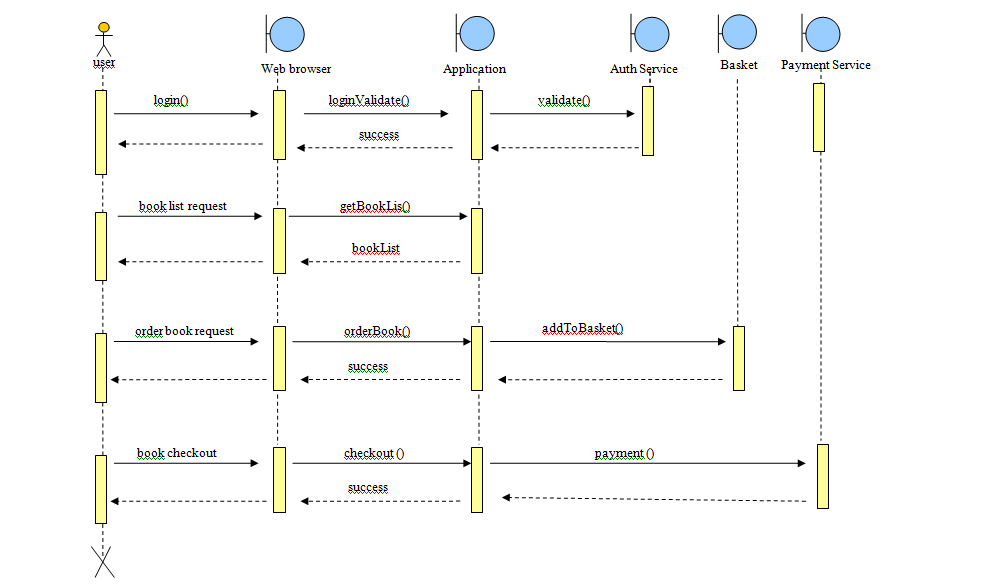 user
Web browser
Application
Auth Service
Basket
Payment Service
login()
loginValidate()
validate()
success
book list request
getBookLis()
bookList
order book request
orderBook()
addToBasket()
success
book checkout
checkout ()
payment ()
success